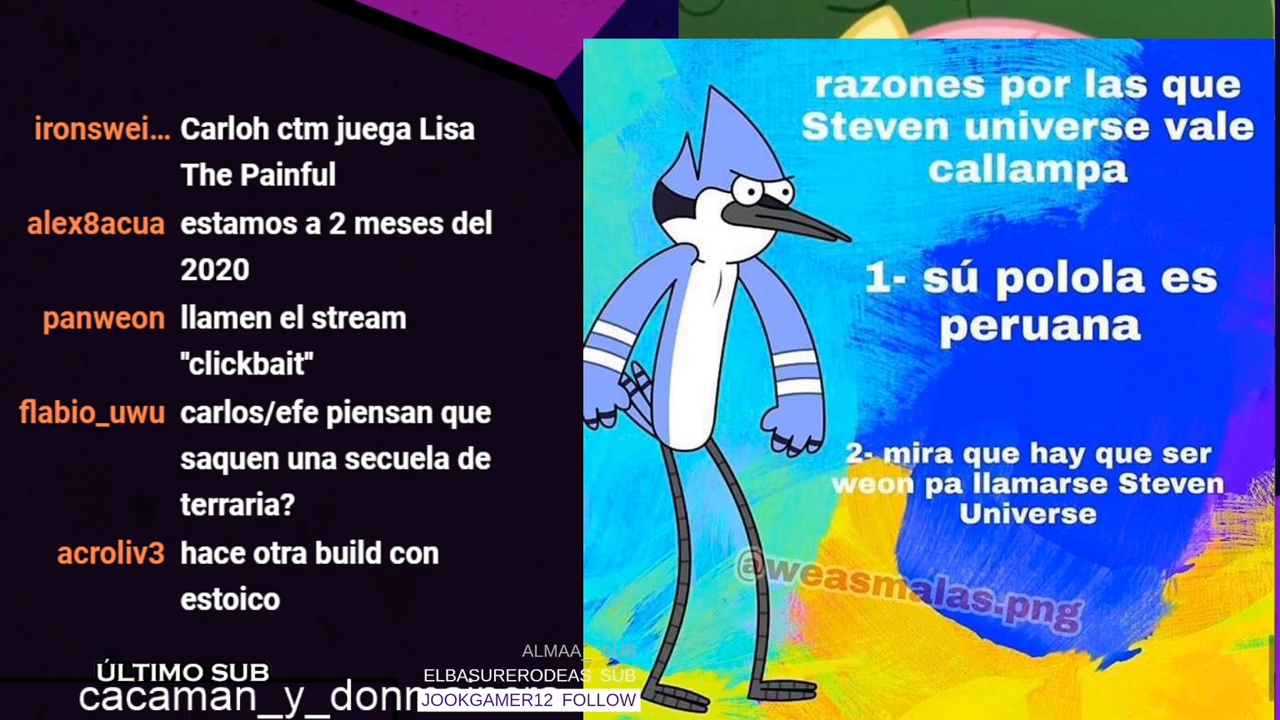 ironswei... Carloh ctm juega Lisa
The Painful
alex8acua estamos a 2 meses del
2020
panweon llamen el stream
"clickbait"
flabio_uwu carlos/efe piensan que
saquen una secuela de
terraria?
acroliv3 hace otra build con
estoico
ÚLTIMO SUB
cacaman_y_donr
ALMAA_ SUB
ELBASURERODEAS SUB
JOOKGAMER12 FOLLOW
razones por las que
Steven universe vale
callampa
1- sú polola es
peruana
2- mira que hay que ser
weon pa llamarse Steven
Universe
@weasmalas.png